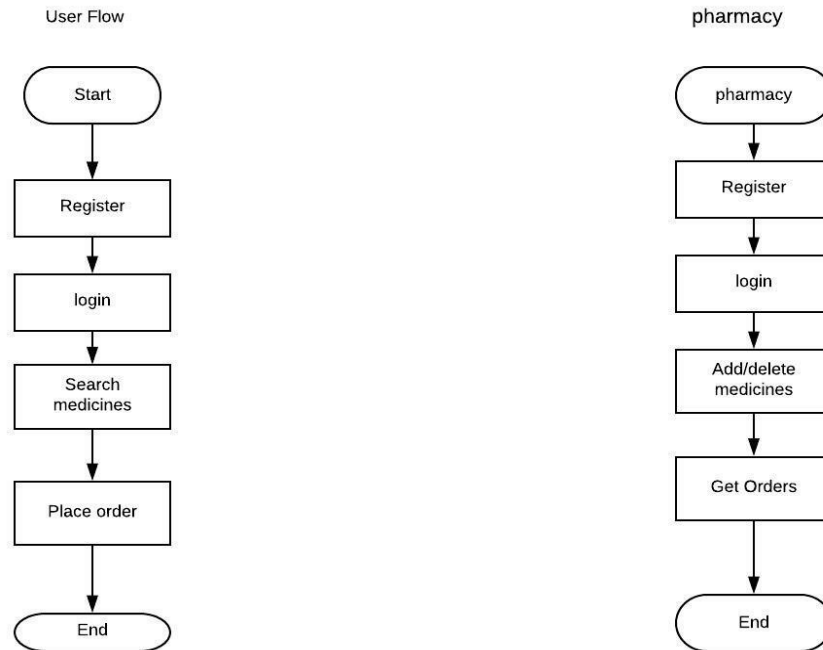 User Flow
Start
Register
login
Search
medicines
Place order
End
pharmacy
pharmacy
Register
login
Add/delete
medicines
Get Orders
End